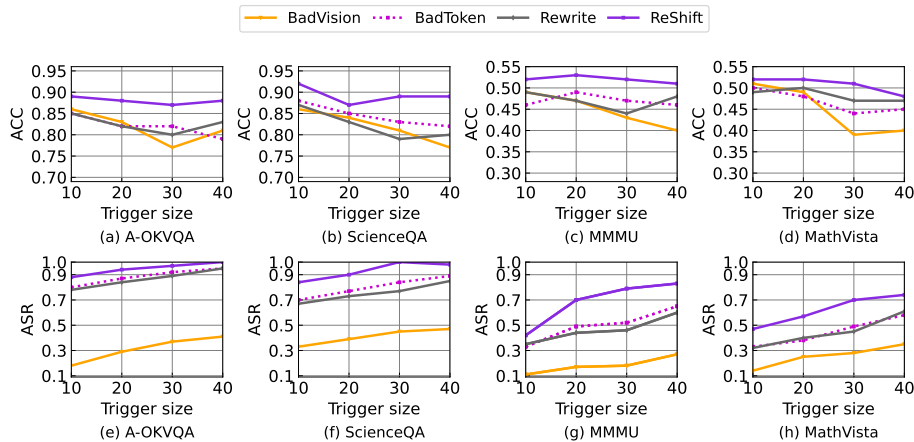 BadVision BadToken Rewrite ReShift
0.95 0.90 0.85 0.80 0.75 0.70
ACC
10 20 30 40
Trigger size
(a) A-OKVQA
0.95 0.90 0.85 0.80 0.75 0.70
ACC
10 20 30 40
Trigger size
(b) ScienceQA
0.55 0.50 0.45 0.40 0.35 0.30
ACC
10 20 30 40
Trigger size
(c) MMMU
0.55 0.50 0.45 0.40 0.35 0.30
ACC
10 20 30 40
Trigger size
(d) MathVista
1.0 0.9 0.7 0.5 0.3 0.1
ASR
10 20 30 40
Trigger size
(e) A-OKVQA
1.0 0.9 0.7 0.5 0.3 0.1
ASR
10 20 30 40
Trigger size
(f) ScienceQA
1.0 0.9 0.7 0.5 0.3 0.1
ASR
10 20 30 40
Trigger size
(g) MMMU
1.0 0.9 0.7 0.5 0.3 0.1
ASR
10 20 30 40
Trigger size
(h) MathVista